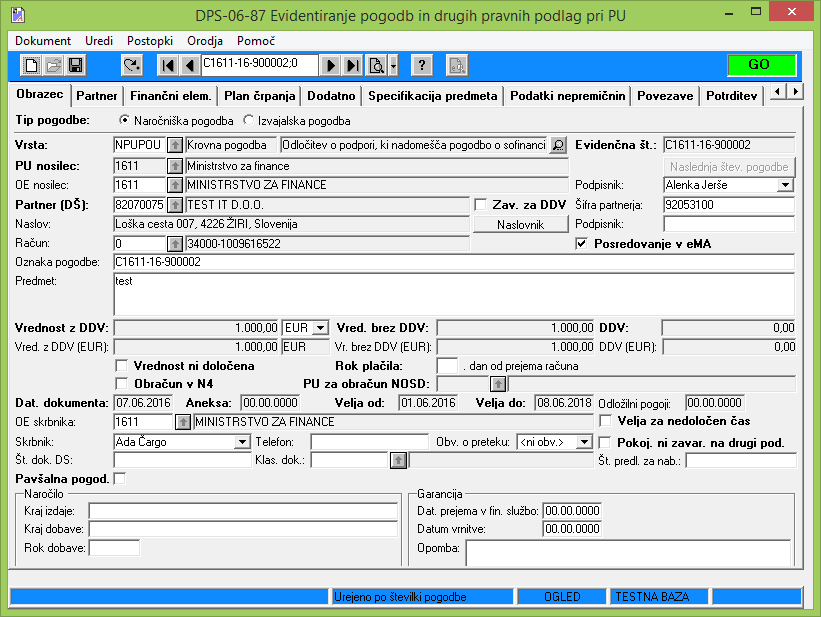 DPS-06-87 Evidentiranje pogodb in drugih pravnih podlag pri PU
Dokument Uredi Postopki Orodja Pomoč
C1611-16-900002;0 ? GO
Obrazec Partner Finančni elem. Plan črpanja Dodatno Specifikacija predmeta Podatki nepremičnin Povezave Potrditev
Tip pogodbe: Naročniška pogodba Izvajalska pogodba
Vrsta: NPUPOU Krovna pogodba Odločitev o podpori, ki nadomešča pogodbo o sofinanci Evidenčna št.: C1611-16-900002
PU nosilec: 1611 Ministrstvo za finance Naslednja štev. pogodbe
OE nosilec: 1611 MINISTRSTVO ZA FINANCE Podpisnik: Alenka Jerše
Partner (DŠ): 82070075 TEST IT D.O.O. Zav. za DDV Šifra partnerja: 92053100
Naslov: Loška cesta 007, 4226 ŽIRI, Slovenija Naslovnik Podpisnik:
Račun: 0 34000-1009616522 Posredovanje v eMA
Oznaka pogodbe: C1611-16-900002
Predmet: test
Vrednost z DDV: 1.000,00 EUR Vred. brez DDV: 1.000,00 DDV: 0,00
Vred. z DDV (EUR): 1.000,00 EUR Vr. brez DDV (EUR): 1.000,00 DDV (EUR): 0,00
Vrednost ni določena Rok plačila: . dan od prejema računa
Obračun v N4 PU za obračun NOSD:
Dat. dokumenta: 07.06.2016 Aneksa: 00.00.0000 Velja od: 01.06.2016 Velja do: 08.06.2018 Odložilni pogoji: 00.00.0000
OE skrbnika: 1611 MINISTRSTVO ZA FINANCE Velja za nedoločen čas
Skrbnik: Ada Čargo Telefon: Obv. o preteku: <ni obv.> Pokoj. ni zavar. na drugi pod.
Št. dok. DS: Klas. dok.: Št. predl. za nab.:
Pavšalna pogod.
Naročilo Garancija
Kraj izdaje: Dat. prejema v fin. službo: 00.00.0000
Kraj dobave: Datum vrnitve: 00.00.0000
Rok dobave: Opomba:
Urejeno po številki pogodbe OGLED TESTNA BAZA